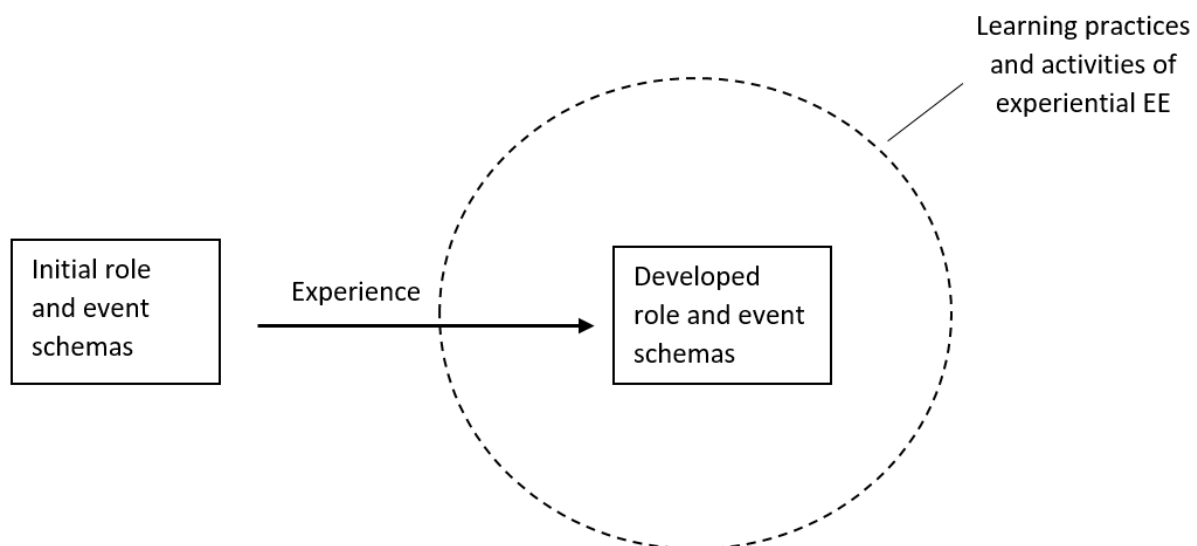 Learning practices
and activities of
experiential EE
Initial role
and event
schemas
Experience
Developed
role and event
schemas